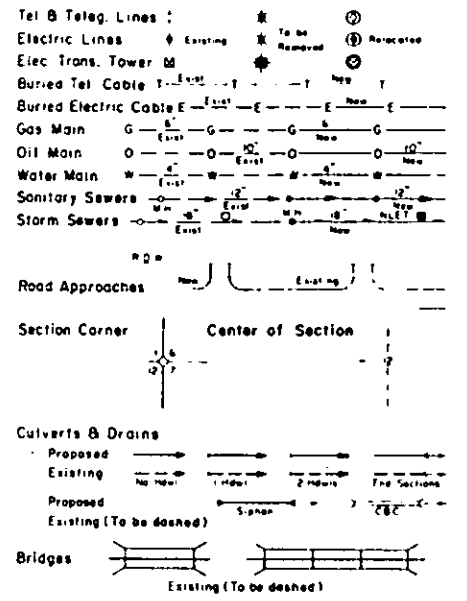 Tel & Teleg. Lines
Electric Lines Existing To be Removed Relocated
Elec Trans. Tower
Buried Tel Cable T Exist T T New T
Buried Electric Cable E Exist E E New E
Gas Main G 6" Exist G G 6 New G
Oil Main O O 10" Exist O O 10" New
Water Main W 4" Exist W W 4" New W
Sanitary Sewers M.H. 12" Exist 12" New
Storm Sewers Exist M.H. 18" New INLET
R.O.W
Road Approaches New Existing
Section Corner Center of Section
1 6
12 7
12
Culverts & Drains
Proposed
Existing No Hdwl 1 Hdwl 2 Hdwls
Proposed Siphon CBC
Existing (To be dashed)
Bridges
Existing (To be dashed)